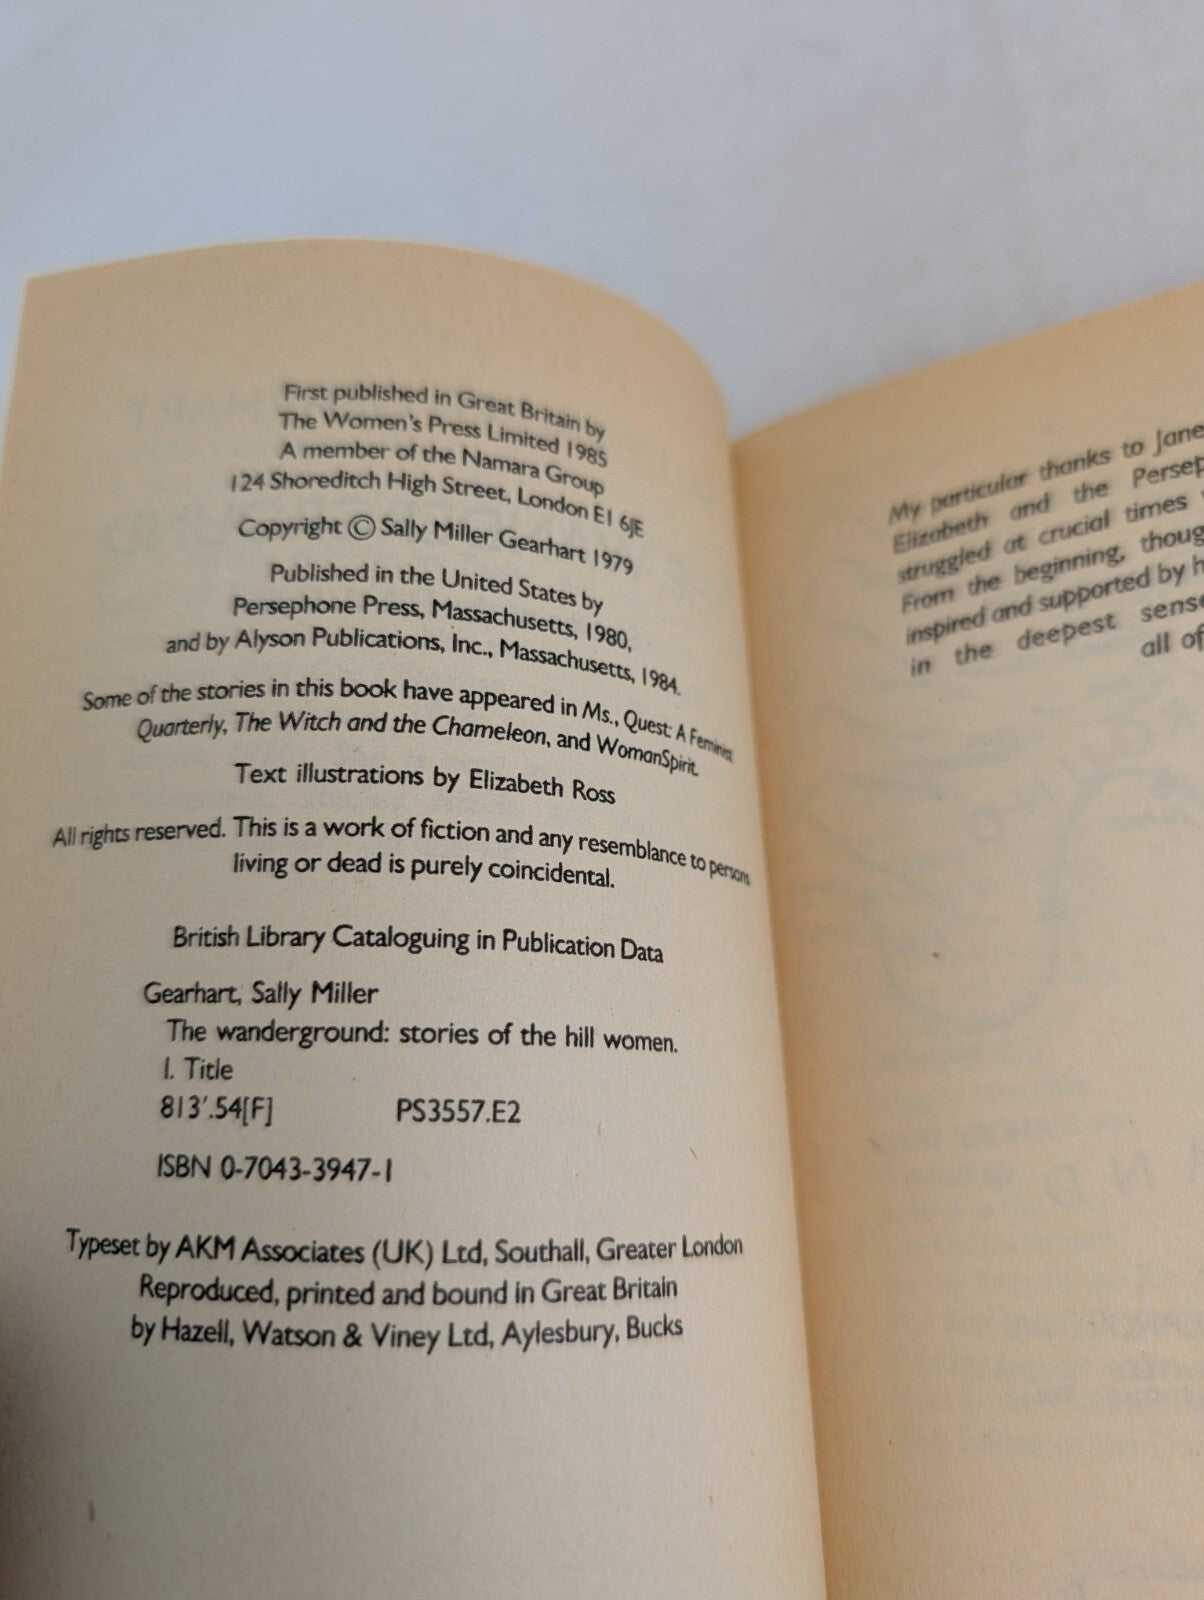 First published in Great Britain by
The Women's Press Limited 1985
A member of the Namara Group
124 Shoreditch High Street, London E1 6JE
Copyright © Sally Miller Gearhart 1979
Published in the United States by
Persephone Press, Massachusetts, 1980,
and by Alyson Publications, Inc., Massachusetts, 1984.
Some of the stories in this book have appeared in Ms., Quest: A Feminist
Quarterly, The Witch and the Chameleon, and WomanSpirit.
Text illustrations by Elizabeth Ross
All rights reserved. This is a work of fiction and any resemblance to persons
living or dead is purely coincidental.
British Library Cataloguing in Publication Data
Gearhart, Sally Miller
The wanderground: stories of the hill women.
I. Title
813'.54[F] PS3557.E2
ISBN 0-7043-3947-1
Typeset by AKM Associates (UK) Ltd, Southall, Greater London
Reproduced, printed and bound in Great Britain
by Hazell, Watson & Viney Ltd, Aylesbury, Bucks
My particular thanks to Jane
Elizabeth and the Persep
struggled at crucial times
From the beginning, thoug
inspired and supported by h
in the deepest sense
all of